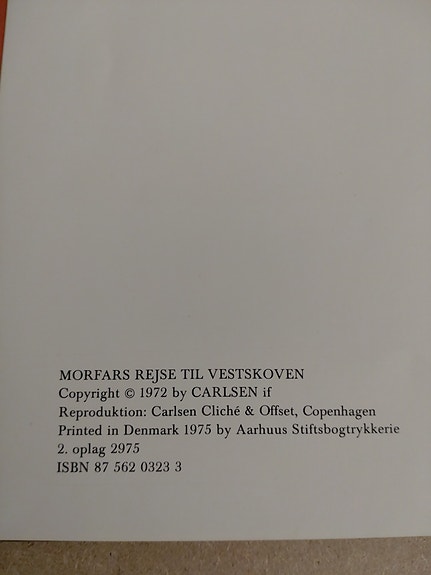 MORFARS REJSE TIL VESTSKOVEN
Copyright © 1972 by CARLSEN if
Reproduktion: Carlsen Cliché & Offset, Copenhagen
Printed in Denmark 1975 by Aarhuus Stiftsbogtrykkerie
2. oplag 2975
ISBN 87 562 0323 3